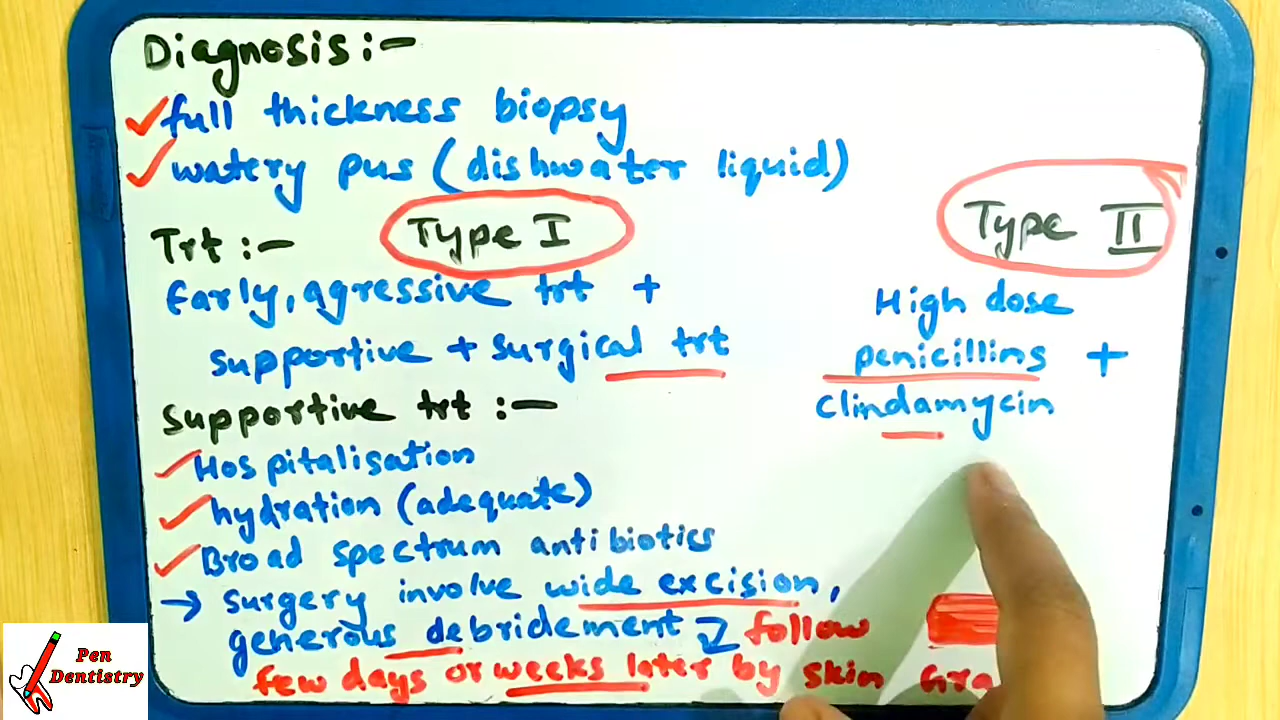 Diagnosis:-
full thickness biopsy
watery pus (dishwater liquid)
Trt :- Type I Type II
Early, agressive trt +
supportive + surgical trt
High dose
penicillins +
clindamycin
supportive trt :-
Hospitalisation
hydration (adequate)
Broad spectrum antibiotics
→ surgery involve wide excision,
generous debridement follow
few days or weeks later by skin
Pen
Dentistry